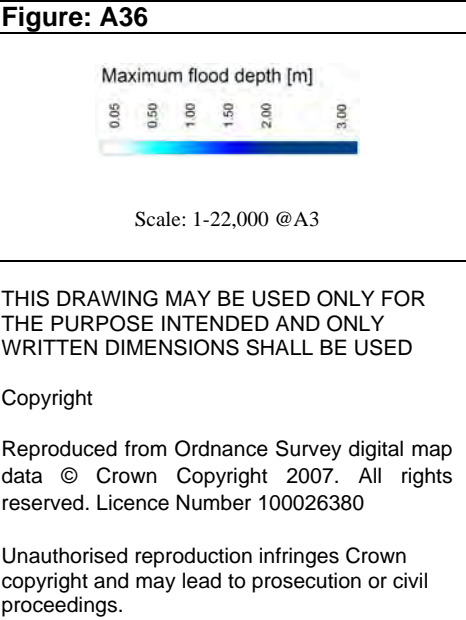 Figure: A36
Maximum flood depth [m]
0.05 0.50 1.00 1.50 2.00 3.00
Scale: 1-22,000 @A3
THIS DRAWING MAY BE USED ONLY FOR
THE PURPOSE INTENDED AND ONLY
WRITTEN DIMENSIONS SHALL BE USED
Copyright
Reproduced from Ordnance Survey digital map
data © Crown Copyright 2007. All rights
reserved. Licence Number 100026380
Unauthorised reproduction infringes Crown
copyright and may lead to prosecution or civil
proceedings.